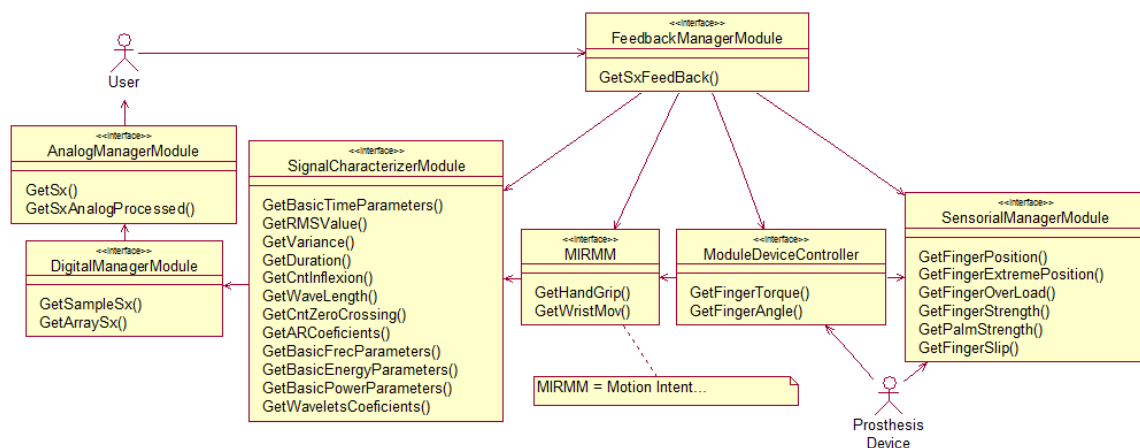 <<interface>>
FeedbackManagerModule
GetSxFeedBack()
User
<<interface>>
AnalogManagerModule
GetSx()
GetSxAnalogProcessed()
<<interface>>
DigitalManagerModule
GetSampleSx()
GetArraySx()
<<interface>>
SignalCharacterizerModule
GetBasicTimeParameters()
GetRMSValue()
GetVariance()
GetDuration()
GetCntInflexion()
GetWaveLength()
GetCntZeroCrossing()
GetARCoeficients()
GetBasicFrecParameters()
GetBasicEnergyParameters()
GetBasicPowerParameters()
GetWaveletsCoeficients()
<<interface>>
MIRMM
GetHandGrip()
GetWristMov()
<<interface>>
ModuleDeviceController
GetFingerTorque()
GetFingerAngle()
<<interface>>
SensorialManagerModule
GetFingerPosition()
GetFingerExtremePosition()
GetFingerOverLoad()
GetFingerStrength()
GetPalmStrength()
GetFingerSlip()
MIRMM = Motion Intent...
Prosthesis
Device